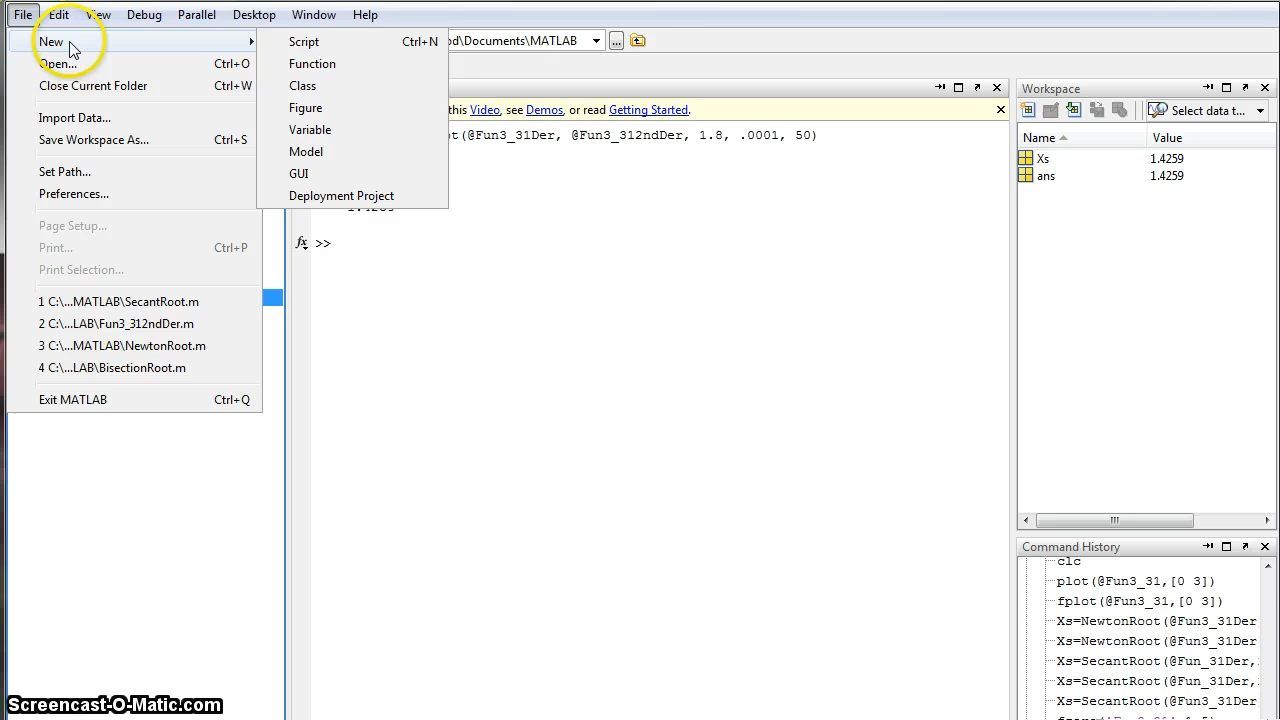 File Edit View Debug Parallel Desktop Window Help
New
Open... Ctrl+O
Close Current Folder Ctrl+W
Import Data...
Save Workspace As... Ctrl+S
Set Path...
Preferences...
Page Setup...
Print... Ctrl+P
Print Selection...
1 C:\...MATLAB\SecantRoot.m
2 C:\...LAB\Fun3_312ndDer.m
3 C:\...MATLAB\NewtonRoot.m
4 C:\...LAB\BisectionRoot.m
Exit MATLAB Ctrl+Q
Script Ctrl+N
Function
Class
Figure
Variable
Model
GUI
Deployment Project
od\Documents\MATLAB ...
this Video, see Demos, or read Getting Started.
ot(@Fun3_31Der, @Fun3_312ndDer, 1.8, .0001, 50)
fx >>
Workspace
Select data t...
Name Value
Xs 1.4259
ans 1.4259
Command History
clc
plot(@Fun3_31,[0 3])
fplot(@Fun3_31,[0 3])
Xs=NewtonRoot(@Fun3_31Der
Xs=NewtonRoot(@Fun3_31Der
Xs=SecantRoot(@Fun_31Der,
Xs=SecantRoot(@Fun_31Der,
Xs=SecantRoot(@Fun3_31Der
Screencast-O-Matic.com